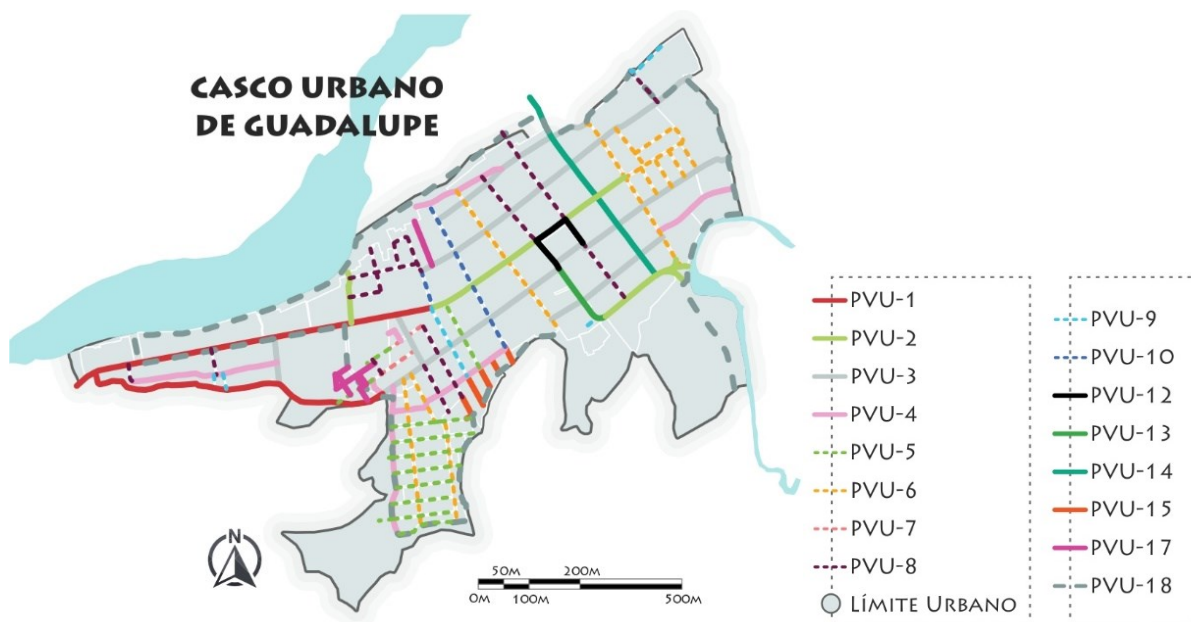 CASCO URBANO
DE GUADALUPE
N
50M 200M
0M 100M 500M
PVU-1
PVU-2
PVU-3
PVU-4
PVU-5
PVU-6
PVU-7
PVU-8
LÍMITE URBANO
PVU-9
PVU-10
PVU-12
PVU-13
PVU-14
PVU-15
PVU-17
PVU-18